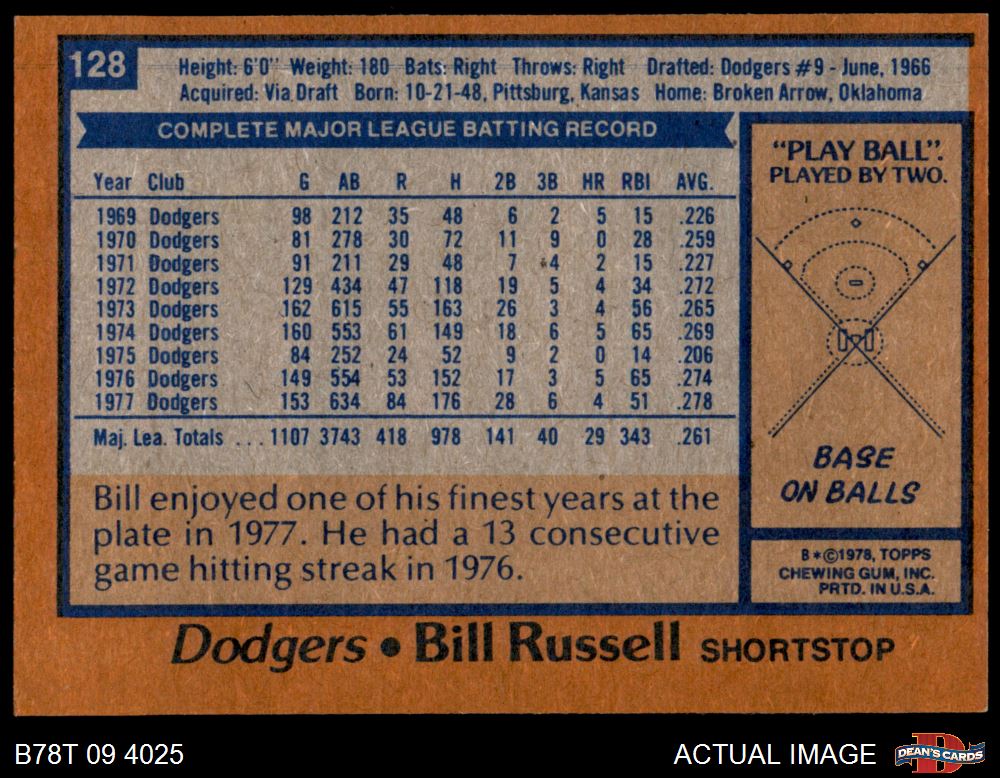 128
Height: 6'0" Weight: 180 Bats: Right Throws: Right Drafted: Dodgers #9 - June, 1966
Acquired: Via Draft Born: 10-21-48, Pittsburg, Kansas Home: Broken Arrow, Oklahoma
COMPLETE MAJOR LEAGUE BATTING RECORD
Year Club G AB R H 2B 3B HR RBI AVG.
1969 Dodgers 98 212 35 48 6 2 5 15 .226
1970 Dodgers 81 278 30 72 11 9 0 28 .259
1971 Dodgers 91 211 29 48 7 4 2 15 .227
1972 Dodgers 129 434 47 118 19 5 4 34 .272
1973 Dodgers 162 615 55 163 26 3 4 56 .265
1974 Dodgers 160 553 61 149 18 6 5 65 .269
1975 Dodgers 84 252 24 52 9 2 0 14 .206
1976 Dodgers 149 554 53 152 17 3 5 65 .274
1977 Dodgers 153 634 84 176 28 6 4 51 .278
Maj. Lea. Totals ... 1107 3743 418 978 141 40 29 343 .261
Bill enjoyed one of his finest years at the
plate in 1977. He had a 13 consecutive
game hitting streak in 1976.
"PLAY BALL".
PLAYED BY TWO.
BASE
ON BALLS
B*©1978, TOPPS
CHEWING GUM, INC.
PRTD. IN U.S.A.
Dodgers • Bill Russell SHORTSTOP
B78T 09 4025
ACTUAL IMAGE
DEAN'S CARDS